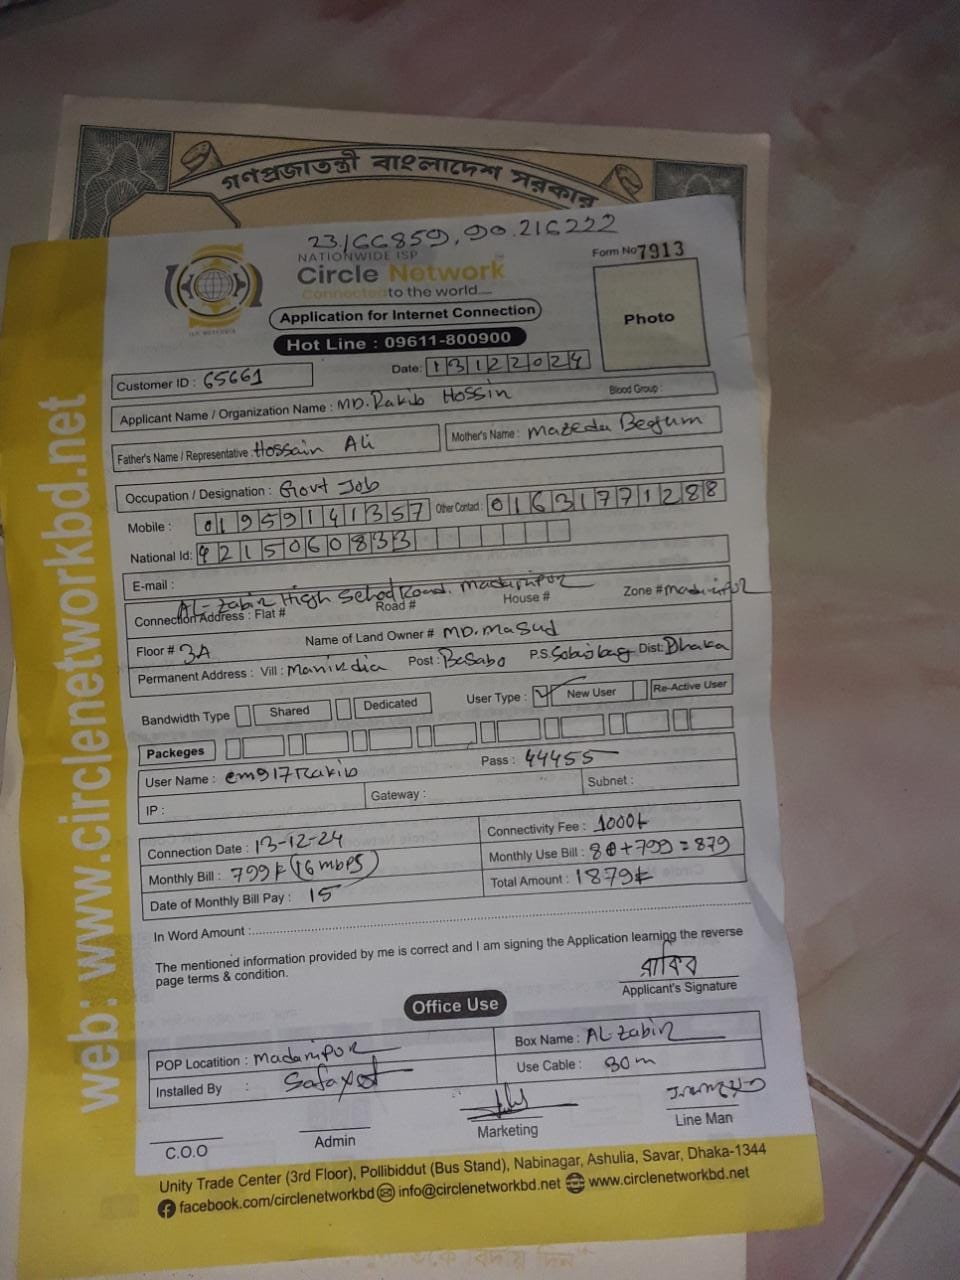 গণপ্রজাতন্ত্রী বাংলাদেশ সরকার
23.166859, 90.216222
NATIONWIDE ISP
Circle Network
Connected to the world....
Form No 7913
Application for Internet Connection
Hot Line : 09611-800900
Photo
Customer ID : 65661
Date: 13122024
Applicant Name / Organization Name : MD. Rakib Hossin
Blood Group :
Father's Name / Representative : Hossain Ali
Mother's Name : Mazeda Begum
Occupation / Designation : Govt Job
Mobile : 01959141357 Other Contact : 01631771288
National Id: 4215060833
E-mail :
AL-Zabir High School Road. Madanipur
Connection Address : Flat # Road # House # Zone # madanipur
Floor # 3A Name of Land Owner # MD. Masud
Permanent Address : Vill : Manikdia Post : Basabo P.S. Sobujbag Dist: Dhaka
Bandwidth Type Shared Dedicated User Type : New User Re-Active User
Packeges
User Name : em917Rakib Pass : 44455
IP : Gateway : Subnet :
Connection Date : 13-12-24 Connectivity Fee : 1000৳
Monthly Bill : 799৳ (16 mbps) Monthly Use Bill : 80+799=879
Date of Monthly Bill Pay : 15 Total Amount : 1879৳
In Word Amount :
The mentioned information provided by me is correct and I am signing the Application learning the reverse
page terms & condition.
রাকিব
Applicant's Signature
Office Use
POP Locatition : Madanipur Box Name : AL-Zabir
Installed By : Safayet Use Cable : 30m
C.O.O Admin Marketing Line Man
Unity Trade Center (3rd Floor), Pollibiddut (Bus Stand), Nabinagar, Ashulia, Savar, Dhaka-1344
facebook.com/circlenetworkbd info@circlenetworkbd.net www.circlenetworkbd.net
web: www.circlenetworkbd.net
বিদায় দিন"